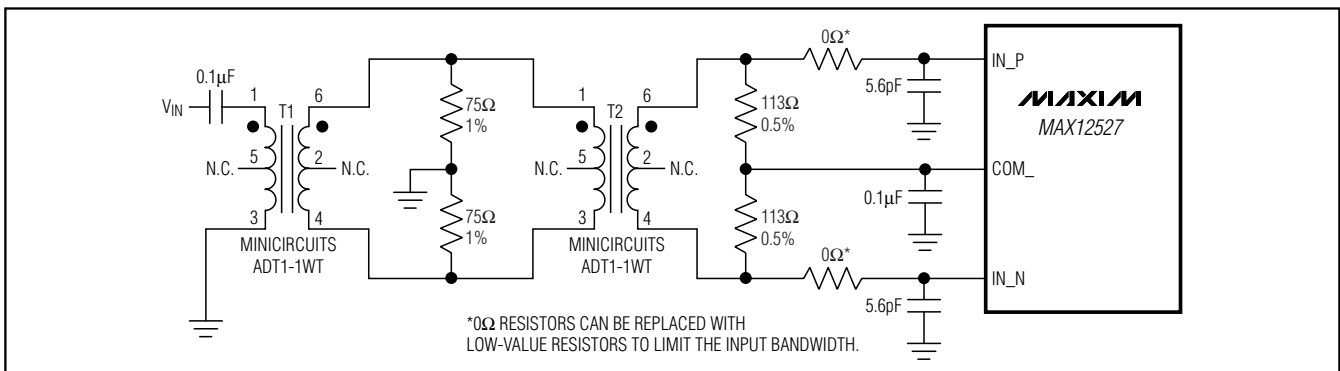 0Ω*
IN_P
0.1μF
5.6pF
VIN
1
6
T1
75Ω
1%
1
6
T2
113Ω
0.5%
MAXIM
MAX12527
N.C.
5
2
N.C.
N.C.
5
2
N.C.
COM_
0.1μF
3
4
75Ω
1%
3
4
113Ω
0.5%
MINICIRCUITS
ADT1-1WT
MINICIRCUITS
ADT1-1WT
0Ω*
IN_N
5.6pF
*0Ω RESISTORS CAN BE REPLACED WITH
LOW-VALUE RESISTORS TO LIMIT THE INPUT BANDWIDTH.